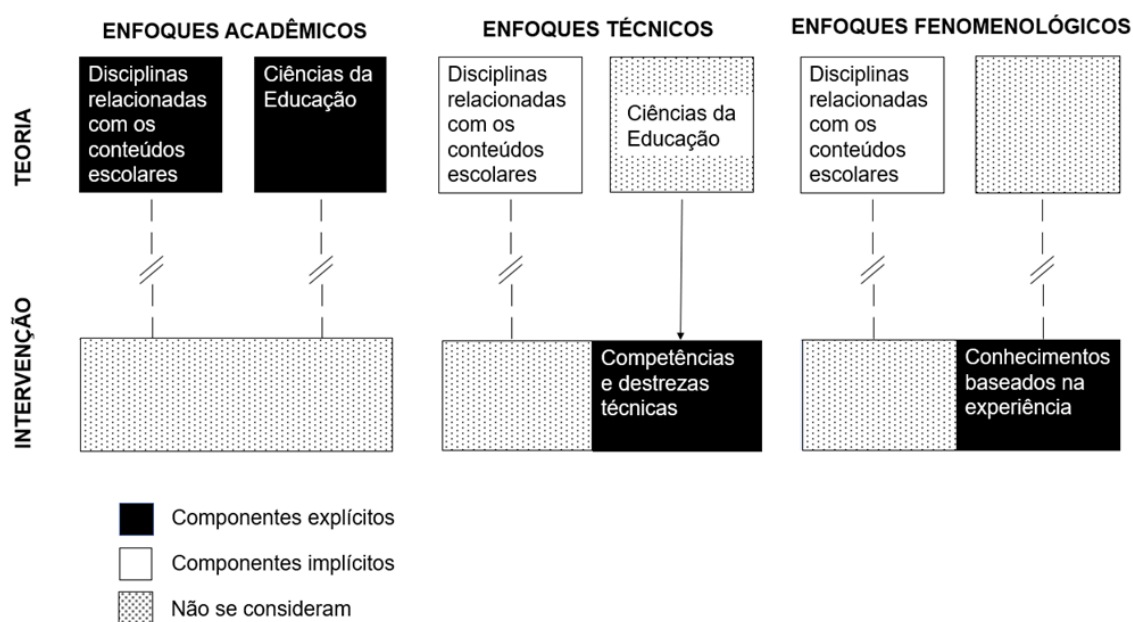 ENFOQUES ACADÊMICOS
ENFOQUES TÉCNICOS
ENFOQUES FENOMENOLÓGICOS
TEORIA
Disciplinas
relacionadas
com os
conteúdos
escolares
Ciências da
Educação
Disciplinas
relacionadas
com os
conteúdos
escolares
Ciências da
Educação
Disciplinas
relacionadas
com os
conteúdos
escolares
INTERVENÇÃO
Competências
e destrezas
técnicas
Conhecimentos
baseados na
experiência
Componentes explícitos
Componentes implícitos
Não se consideram